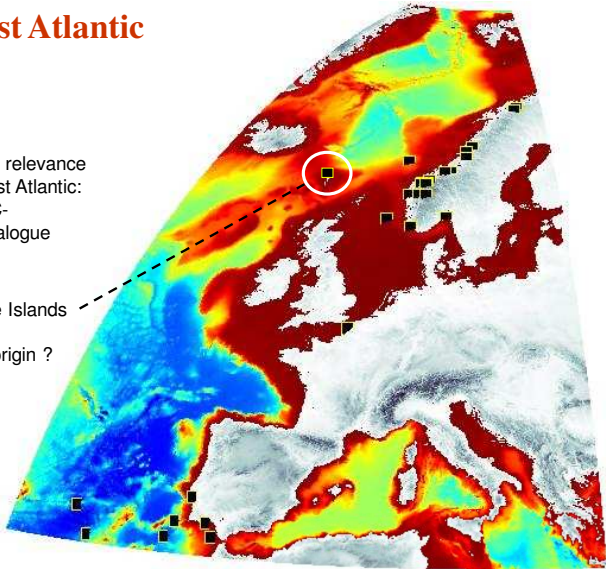 st Atlantic
relevance
st Atlantic:
alogue
Islands
origin ?